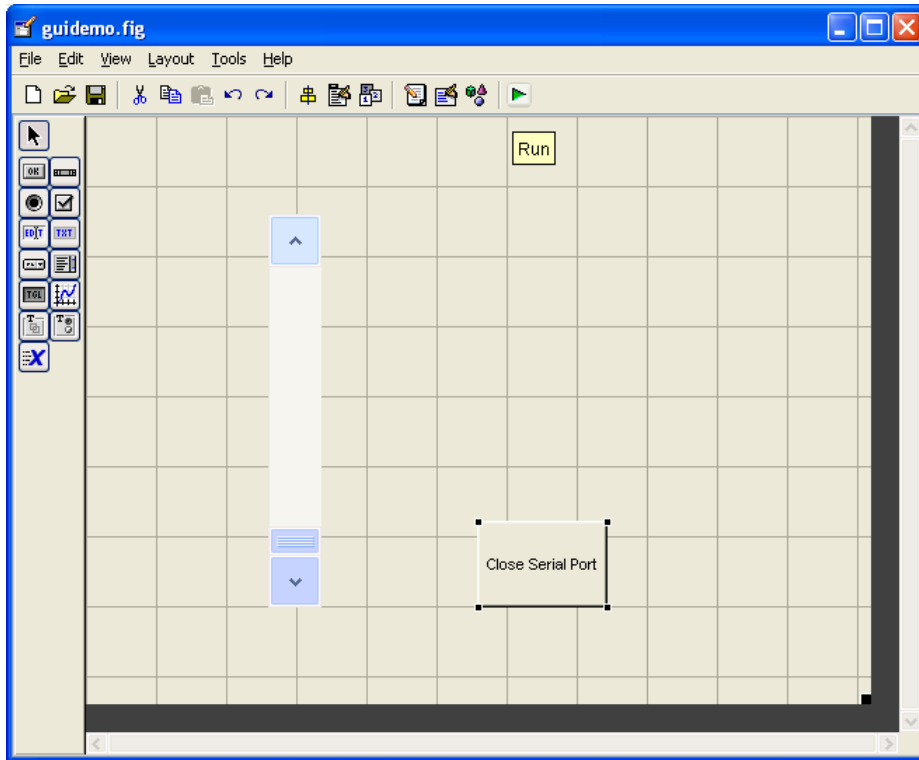 guidemo.fig
File Edit View Layout Tools Help
Run
OK
EDIT TXT
TGL
T T
X
Close Serial Port